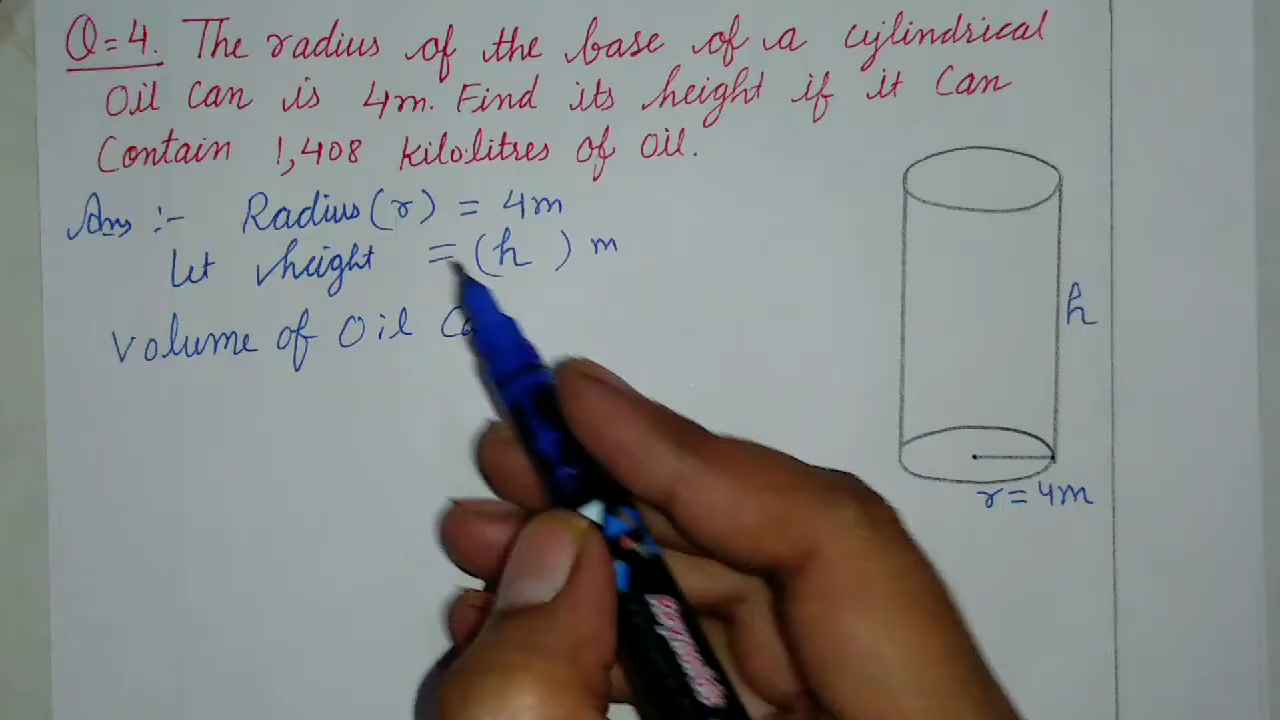 Q=4. The radius of the base of a cylindrical
Oil Can is 4m. Find its height if it Can
Contain 1,408 kilolitres of Oil.
Ans :- Radius(r) = 4m
let height = (h) m
Volume of Oil Ca
h
r=4m